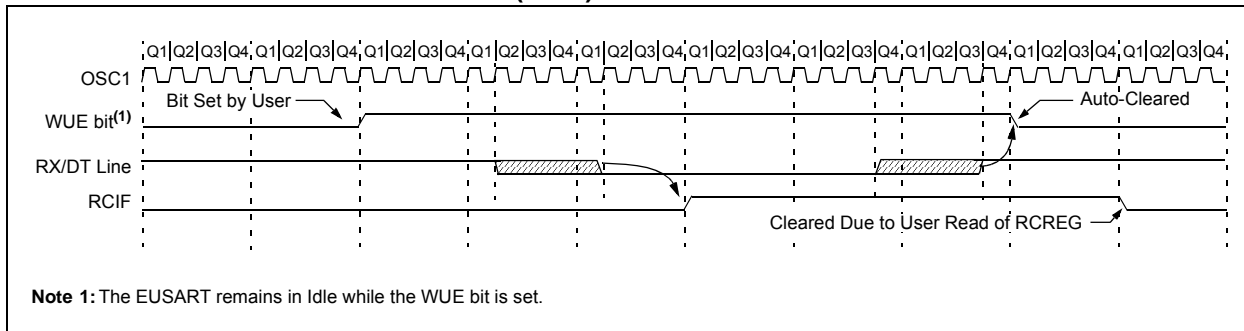 Q1 Q2 Q3 Q4 Q1 Q2 Q3 Q4 Q1 Q2 Q3 Q4 Q1 Q2 Q3 Q4 Q1 Q2 Q3 Q4 Q1 Q2 Q3 Q4 Q1 Q2 Q3 Q4 Q1 Q2 Q3 Q4 Q1 Q2 Q3 Q4 Q1 Q2 Q3 Q4
OSC1
Bit Set by User
Auto-Cleared
WUE bit(1)
RX/DT Line
RCIF
Cleared Due to User Read of RCREG
Note 1: The EUSART remains in Idle while the WUE bit is set.